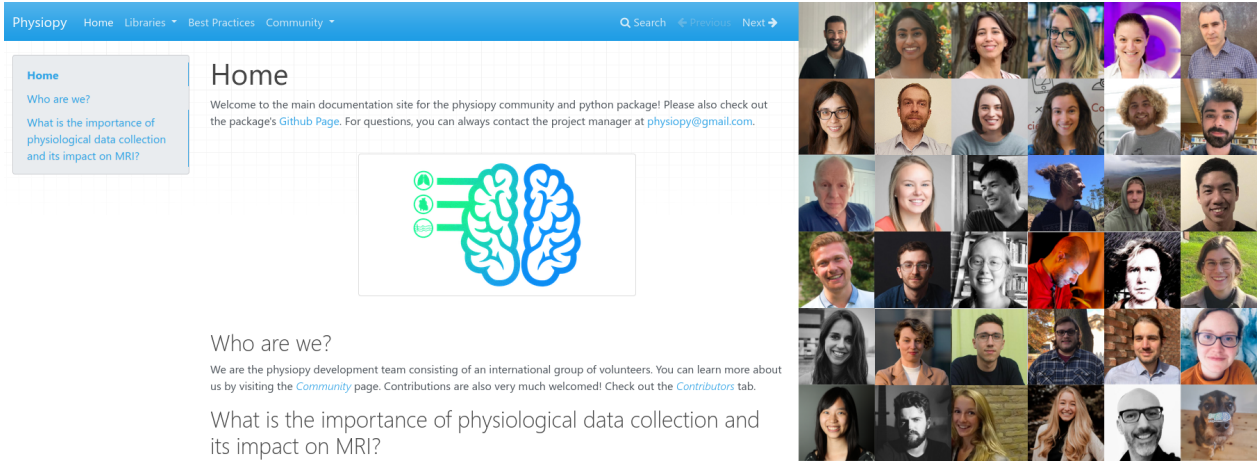 Physiopy Home Libraries Best Practices Community Search Previous Next
Home
Who are we?
What is the importance of
physiological data collection
and its impact on MRI?
Home
Welcome to the main documentation site for the physiopy community and python package! Please also check out
the package's Github Page. For questions, you can always contact the project manager at physiopy@gmail.com.
Who are we?
We are the physiopy development team consisting of an international group of volunteers. You can learn more about
us by visiting the Community page. Contributions are also very much welcomed! Check out the Contributors tab.
What is the importance of physiological data collection and
its impact on MRI?